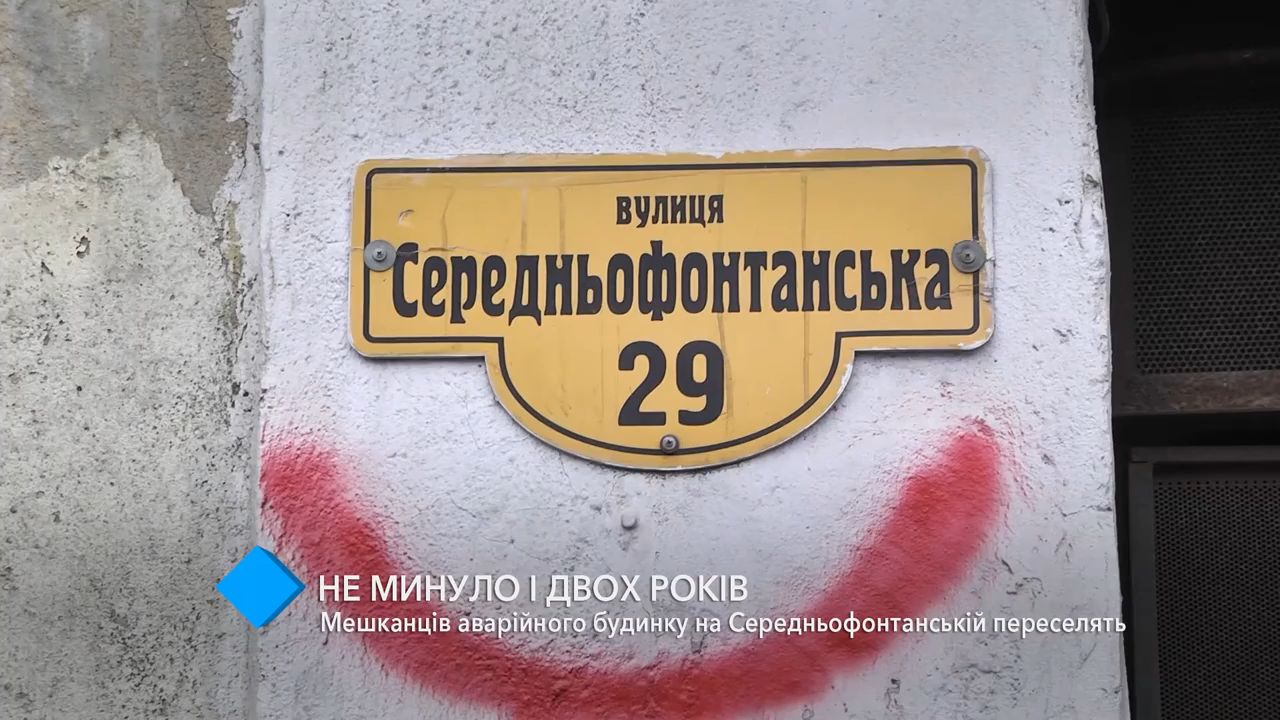 вулиця
Середньофонтанська
29
НЕ МИНУЛО І ДВОХ РОКІВ
Мешканців аварійного будинку на Середньофонтанській переселять